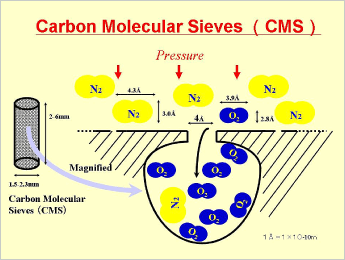 Carbon Molecular Sieves （CMS）
Pressure
N2
4.3Å
N2
3.0Å
N2
3.9Å
N2
O2
2.8Å
N2
4Å
2-6mm
1.5-2.3mm
Magnified
Carbon Molecular
Sieves （CMS）
O2
O2
O2
O2
N2
O2
O2
O2
1Å=1×10-10m